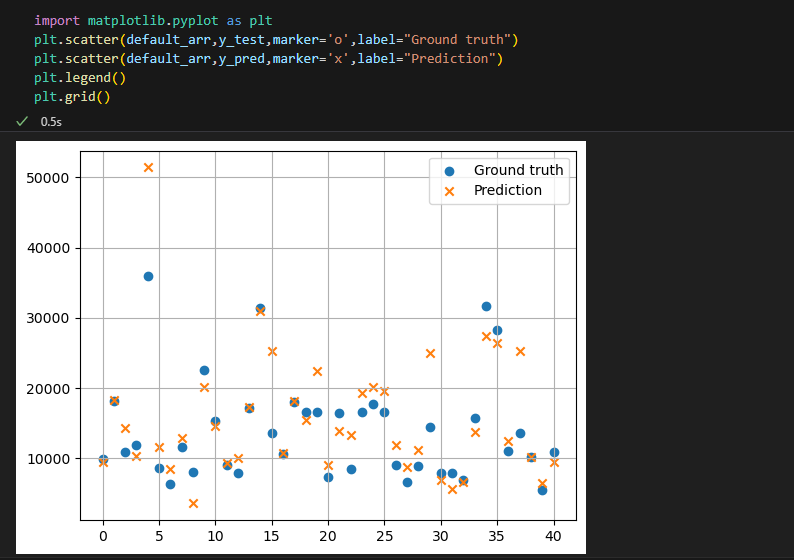 import matplotlib.pyplot as plt
plt.scatter(default_arr,y_test,marker='o',label="Ground truth")
plt.scatter(default_arr,y_pred,marker='x',label="Prediction")
plt.legend()
plt.grid()
0.5s
Ground truth
Prediction
50000
40000
30000
20000
10000
0 5 10 15 20 25 30 35 40